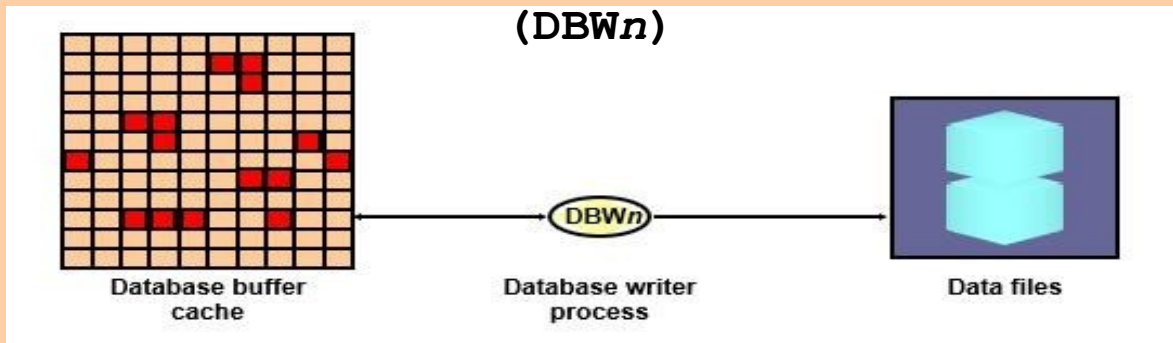 (DBWn)
DBWn
Database buffer
cache
Database writer
process
Data files